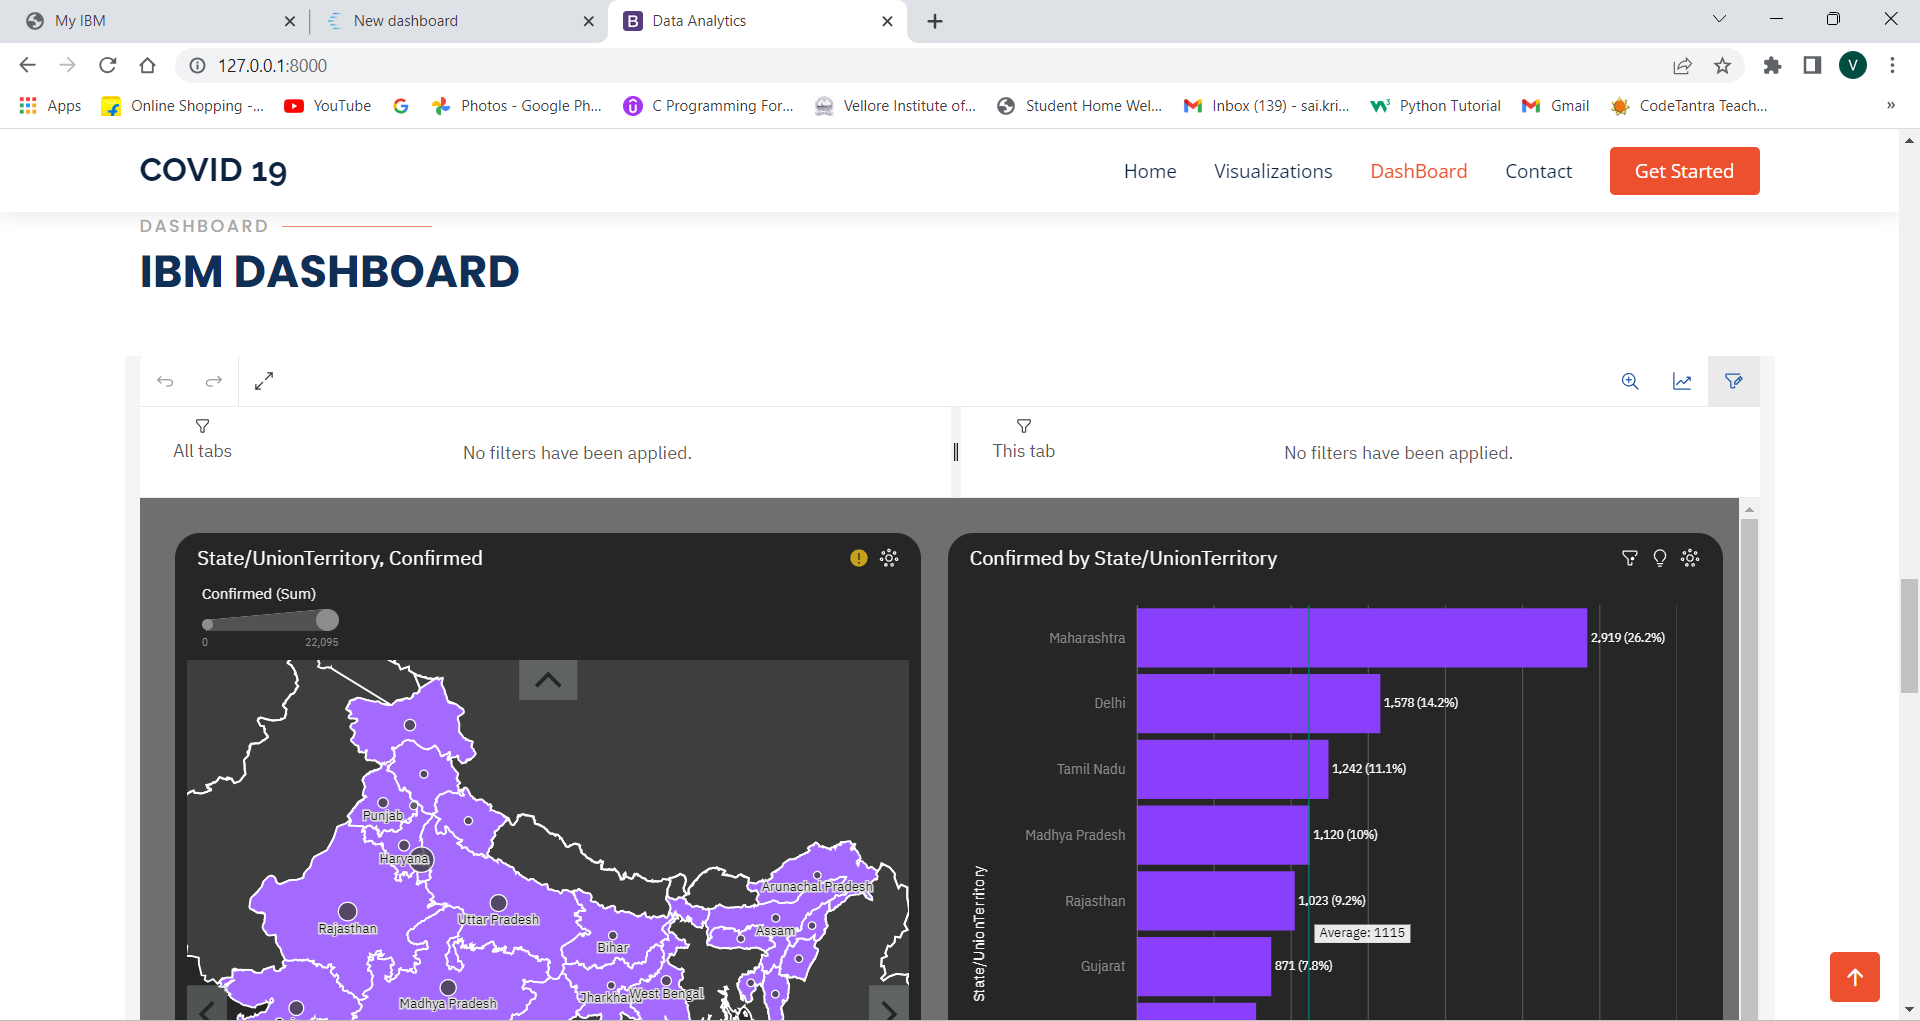 My IBM
New dashboard
Data Analytics
127.0.0.1:8000
Apps
Online Shopping -...
YouTube
Photos - Google Ph...
C Programming For...
Vellore Institute of...
Student Home Wel...
Inbox (139) - sai.kri...
Python Tutorial
Gmail
CodeTantra Teach...
»
V
COVID 19
Home
Visualizations
DashBoard
Contact
Get Started
DASHBOARD
IBM DASHBOARD
All tabs
No filters have been applied.
This tab
No filters have been applied.
State/UnionTerritory, Confirmed
Confirmed (Sum)
0
22,095
Punjab
Haryana
Rajasthan
Uttar Pradesh
Bihar
Arunachal Pradesh
Assam
Madhya Pradesh
Jharkhand
West Bengal
Confirmed by State/UnionTerritory
State/UnionTerritory
Maharashtra 2,919 (26.2%)
Delhi 1,578 (14.2%)
Tamil Nadu 1,242 (11.1%)
Madhya Pradesh 1,120 (10%)
Rajasthan 1,023 (9.2%)
Average: 1115
Gujarat 871 (7.8%)